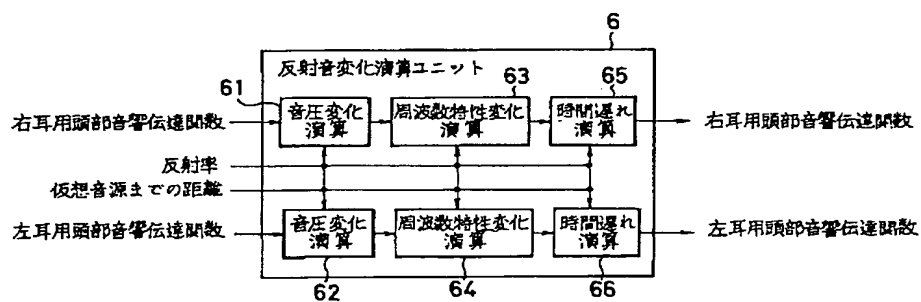 6
反射音変化演算ユニット
61
63
65
右耳用頭部音響伝達関数
音圧変化
演算
周波数特性変化
演算
時間遅れ
演算
右耳用頭部音響伝達関数
反射率
仮想音源までの距離
左耳用頭部音響伝達関数
音圧変化
演算
周波数特性変化
演算
時間遅れ
演算
左耳用頭部音響伝達関数
62
64
66